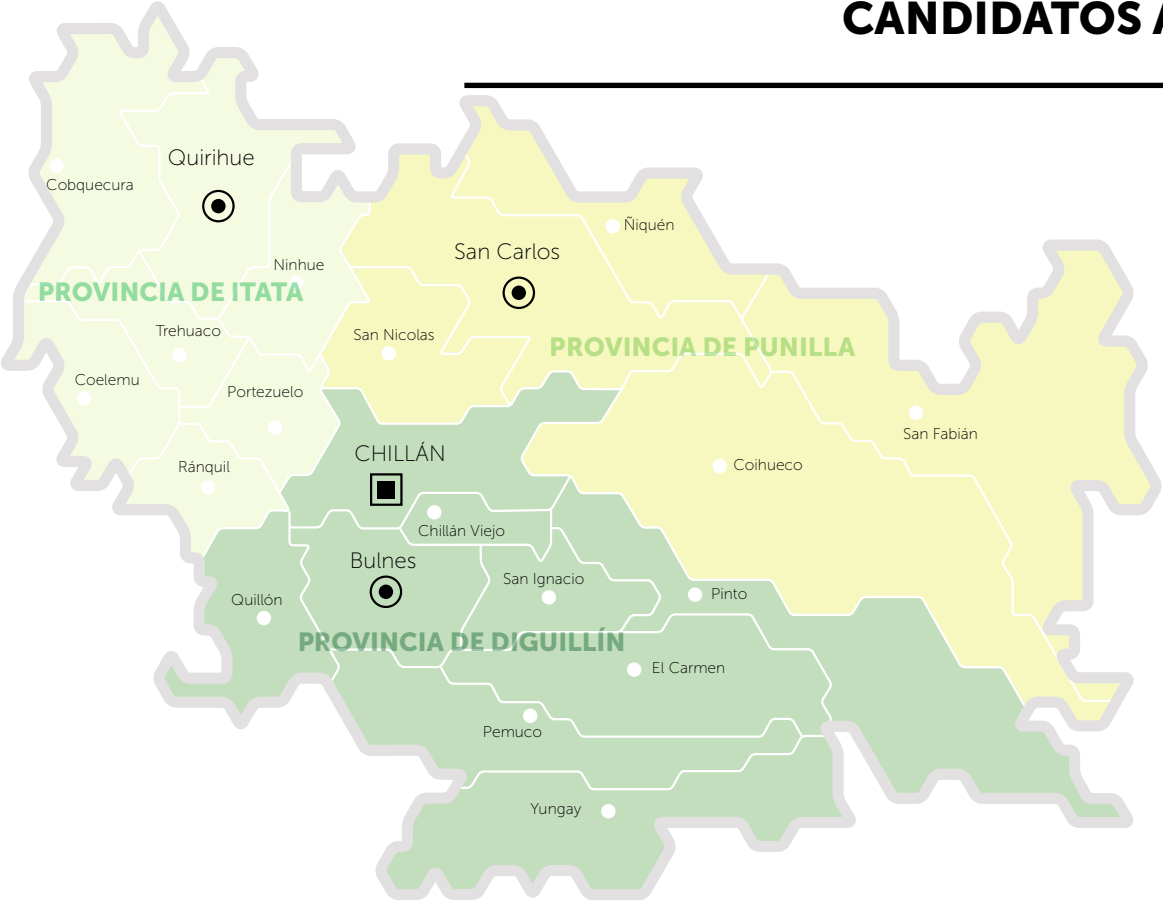 CANDIDATOS A
Quirihue
Cobquecura
Ñiquén
San Carlos
Ninhue
PROVINCIA DE ITATA
Trehuaco
San Nicolas
PROVINCIA DE PUNILLA
Coelemu
Portezuelo
San Fabián
CHILLÁN
Ránquil
Coihueco
Chillán Viejo
Bulnes
San Ignacio
Quillón
Pinto
PROVINCIA DE DIGUILLÍN
El Carmen
Pemuco
Yungay